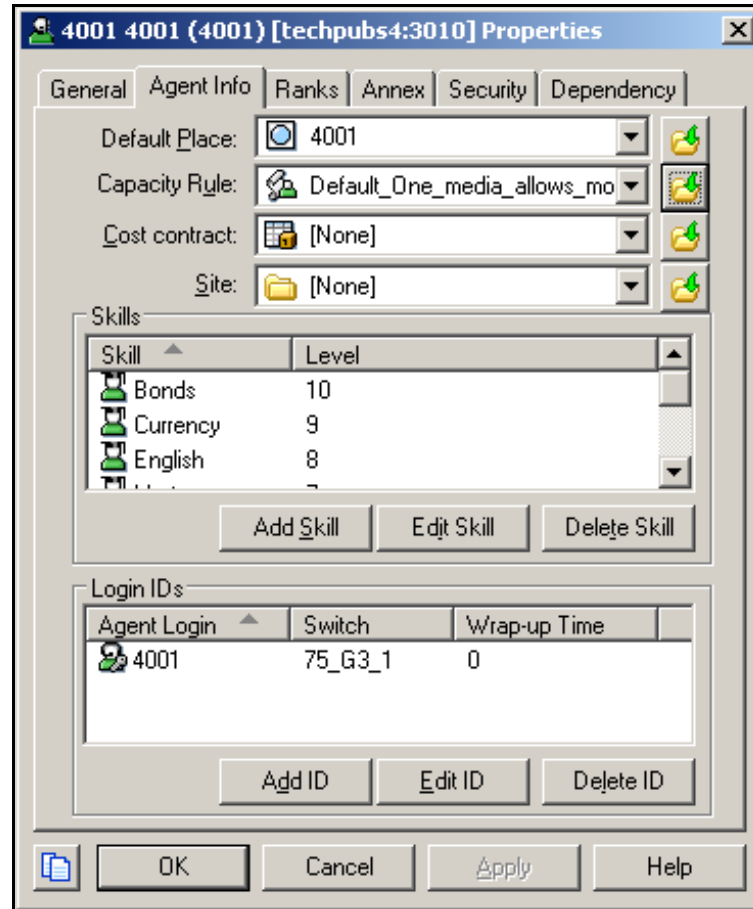 4001 4001 (4001) [techpubs4:3010] Properties
General Agent Info Ranks Annex Security Dependency
Default Place: 4001
Capacity Rule: Default_One_media_allows_mo
Cost contract: [None]
Site: [None]
Skills
Skill Level
Bonds 10
Currency 9
English 8
Add Skill Edit Skill Delete Skill
Login IDs
Agent Login Switch Wrap-up Time
4001 75_G3_1 0
Add ID Edit ID Delete ID
OK Cancel Apply Help